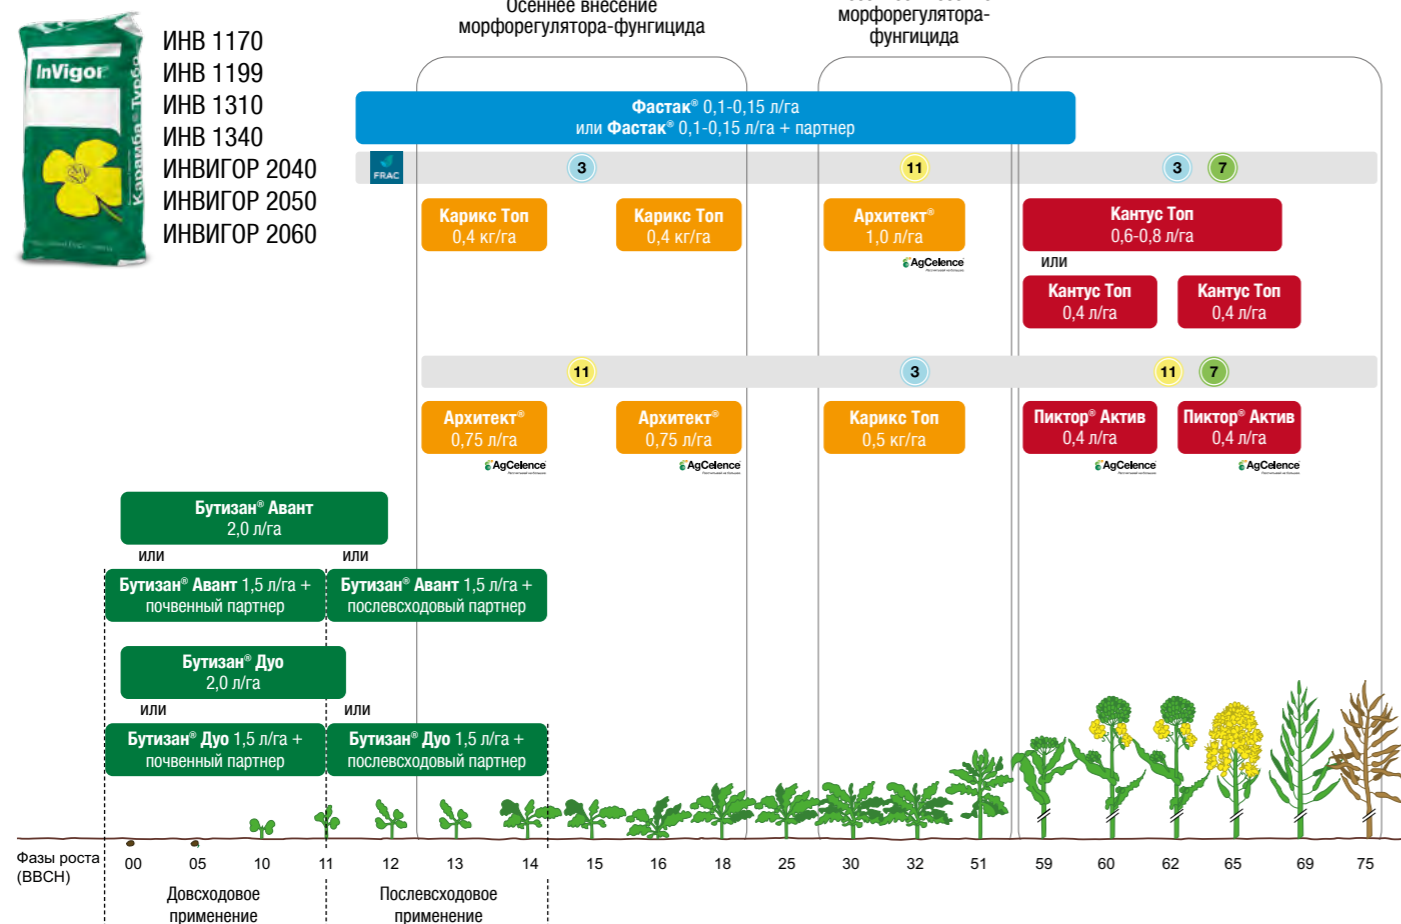 Осеннее внесение
морфорегулятора-фунгицида
морфорегулятора-
фунгицида
InVigor
Карамба® Турбо
ИНВ 1170
ИНВ 1199
ИНВ 1310
ИНВ 1340
ИНВИГОР 2040
ИНВИГОР 2050
ИНВИГОР 2060
Фастак® 0,1-0,15 л/га
или Фастак® 0,1-0,15 л/га + партнер
FRAC
3
11
3
7
Карикс Топ
0,4 кг/га
Карикс Топ
0,4 кг/га
Архитект®
1,0 л/га
AgCelence
Кантус Топ
0,6-0,8 л/га
или
Кантус Топ
0,4 л/га
Кантус Топ
0,4 л/га
11
3
11
7
Архитект®
0,75 л/га
AgCelence
Архитект®
0,75 л/га
AgCelence
Карикс Топ
0,5 кг/га
Пиктор® Актив
0,4 л/га
AgCelence
Пиктор® Актив
0,4 л/га
AgCelence
Бутизан® Авант
2,0 л/га
или
или
Бутизан® Авант 1,5 л/га +
почвенный партнер
Бутизан® Авант 1,5 л/га +
послевсходовый партнер
Бутизан® Дуо
2,0 л/га
или
или
Бутизан® Дуо 1,5 л/га +
почвенный партнер
Бутизан® Дуо 1,5 л/га +
послевсходовый партнер
Фазы роста
(BBCH)
00 05 10 11 12 13 14 15 16 18 25 30 32 51 59 60 62 65 69 75
Довсходовое
применение
Послевсходовое
применение